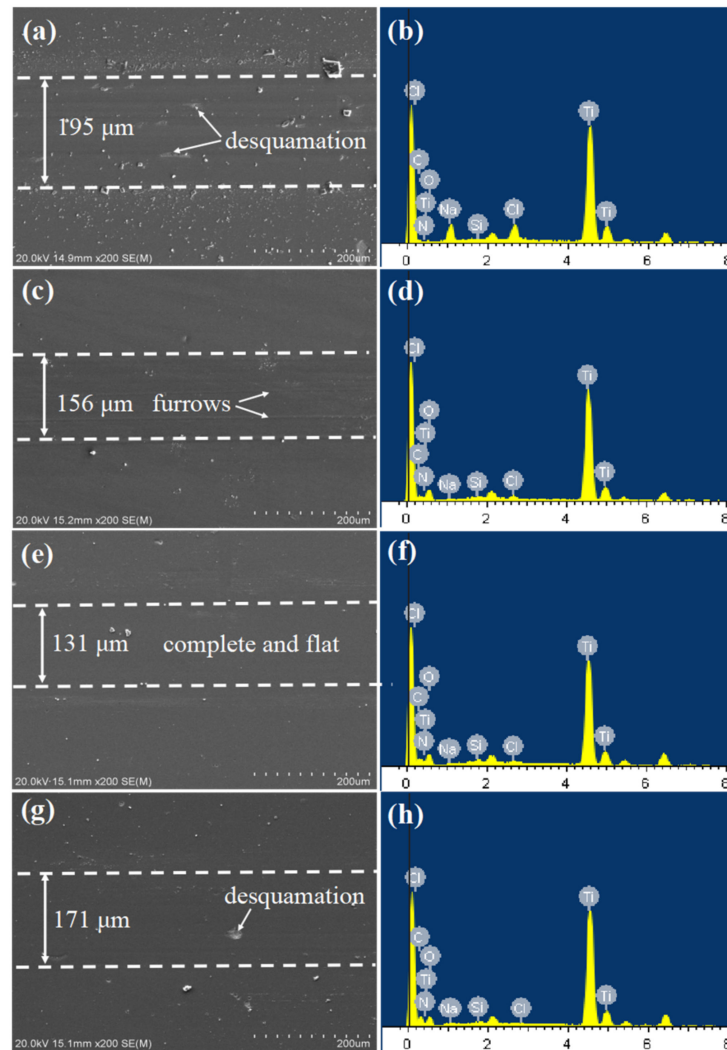 (a)
195 μm
desquamation
20.0kV 14.9mm x200 SE(M)
200um
(b)
Cl
C
O
Ti
N
Na
Si
Cl
Ti
Ti
0 2 4 6 8
(c)
156 μm
furrows
20.0kV 15.2mm x200 SE(M)
200um
(d)
Cl
O
Ti
C
N
Na
Si
Cl
Ti
Ti
0 2 4 6 8
(e)
131 μm
complete and flat
20.0kV 15.1mm x200 SE(M)
200um
(f)
Cl
O
C
Ti
N
Na
Si
Cl
Ti
Ti
0 2 4 6 8
(g)
desquamation
171 μm
20.0kV 15.1mm x200 SE(M)
200um
(h)
Cl
C
O
Ti
N
Na
Si
Cl
Ti
Ti
0 2 4 6 8